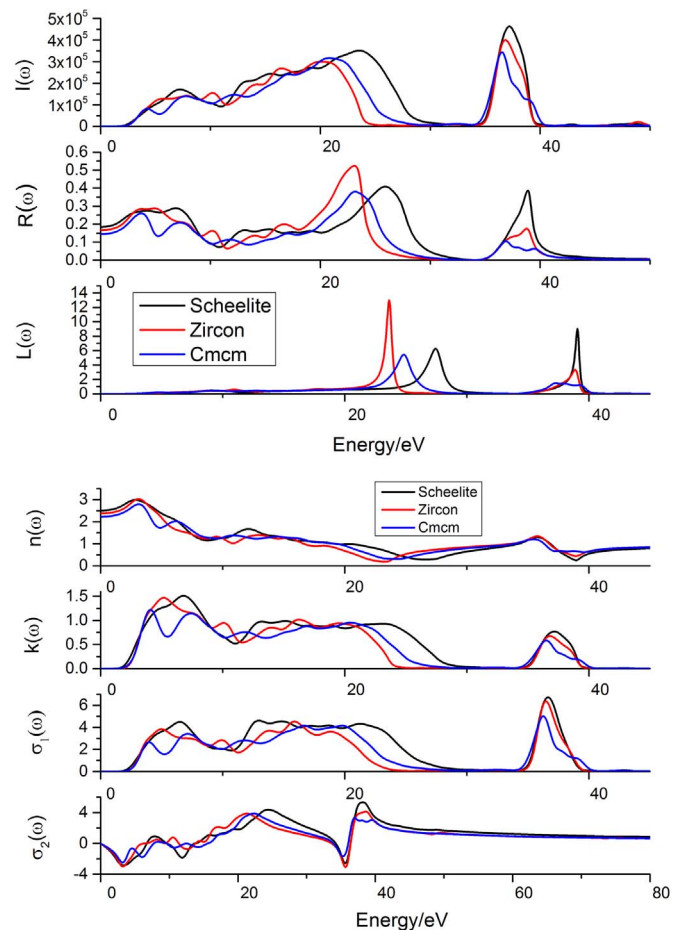 5x10⁵
4x10⁵
3x10⁵
2x10⁵
1x10⁵
0
I(ω)
0 20 40
0.6
0.5
0.4
0.3
0.2
0.1
0.0
R(ω)
0 20 40
14
12
10
8
6
4
2
0
L(ω)
Scheelite
Zircon
Cmcm
0 20 40
Energy/eV
3
2
1
0
n(ω)
Scheelite
Zircon
Cmcm
0 20 40
1.5
1.0
0.5
0.0
k(ω)
0 20 40
6
4
2
0
σ₁(ω)
0 20 40
4
0
-4
σ₂(ω)
0 20 40 60 80
Energy/eV